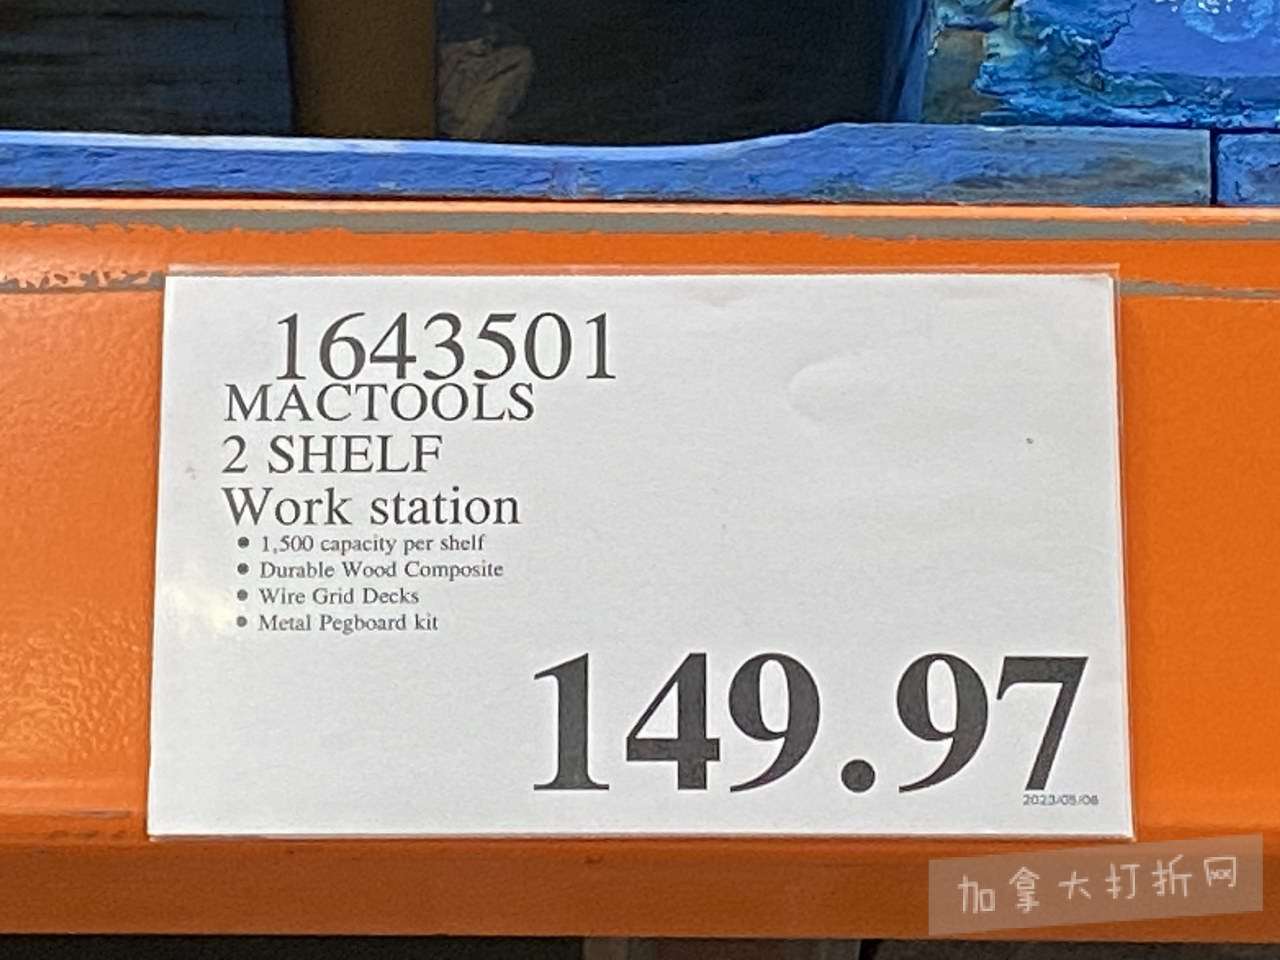 1643501
MACTOOLS
2 SHELF
Work station
• 1,500 capacity per shelf
• Durable Wood Composite
• Wire Grid Decks
• Metal Pegboard kit
149.97
2023/05/08
加拿大打折网